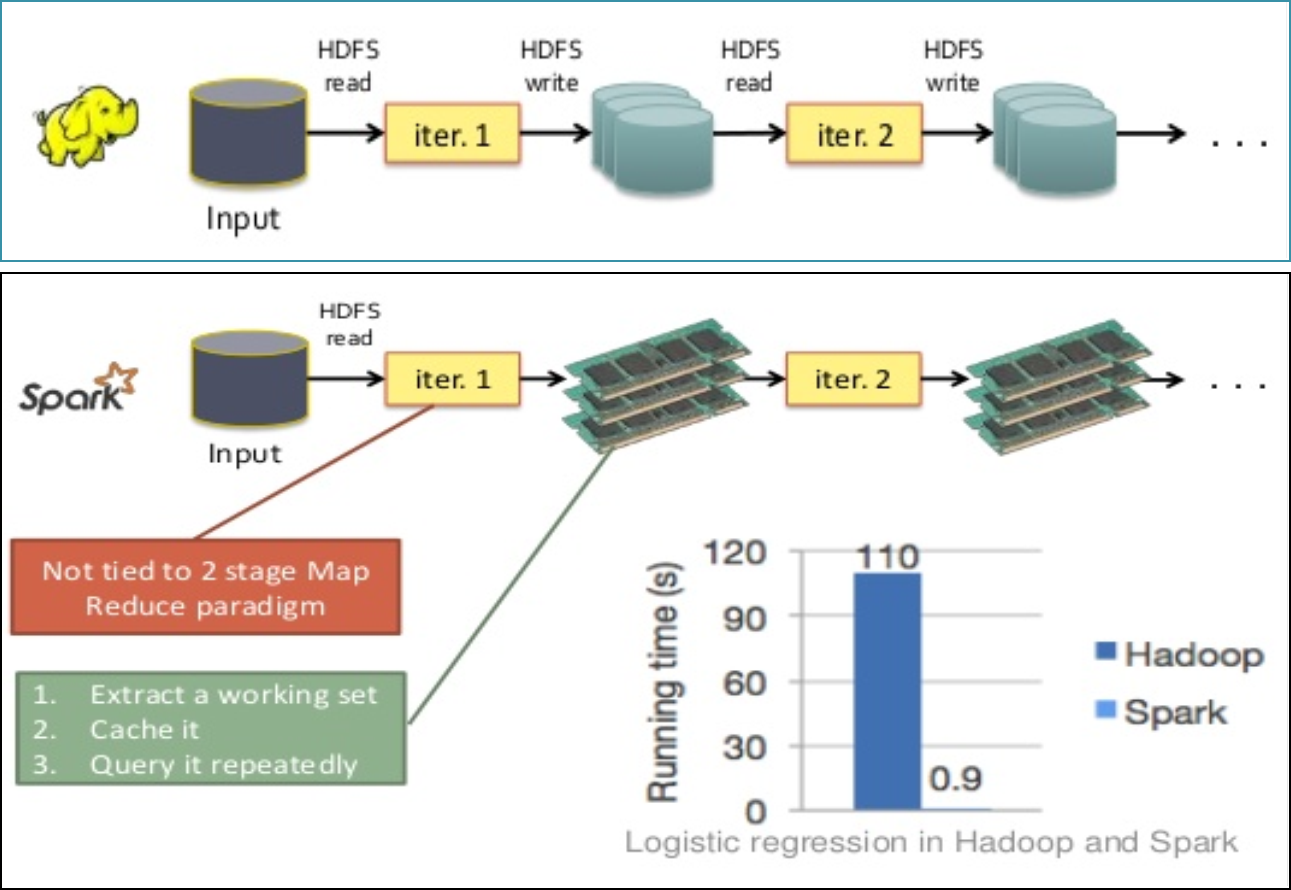 HDFS
read
HDFS
write
HDFS
read
HDFS
write
iter. 1
iter. 2
. . .
Input
HDFS
read
Spark
iter. 1
iter. 2
. . .
Input
Not tied to 2 stage Map
Reduce paradigm
1. Extract a working set
2. Cache it
3. Query it repeatedly
Running time (s)
120
90
60
30
0
110
0.9
Hadoop
Spark
Logistic regression in Hadoop and Spark